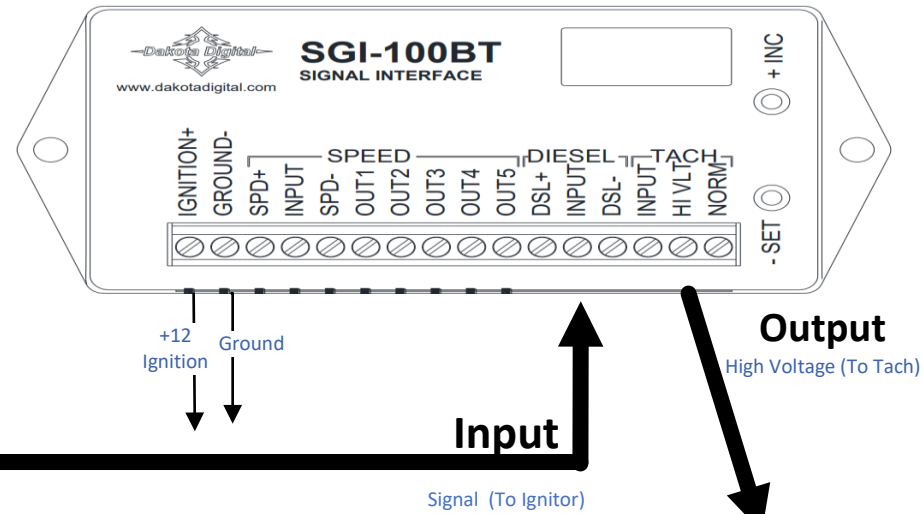 Dakota Digital
www.dakotadigital.com
SGI-100BT
SIGNAL INTERFACE
+ INC
- SET
SPEED
DIESEL
TACH
IGNITION+
GROUND-
SPD+
INPUT
SPD-
OUT1
OUT2
OUT3
OUT4
OUT5
DSL+
INPUT
DSL-
INPUT
HI VLT
NORM
+12
Ignition
Ground
Output
High Voltage (To Tach)
Input
Signal (To Ignitor)